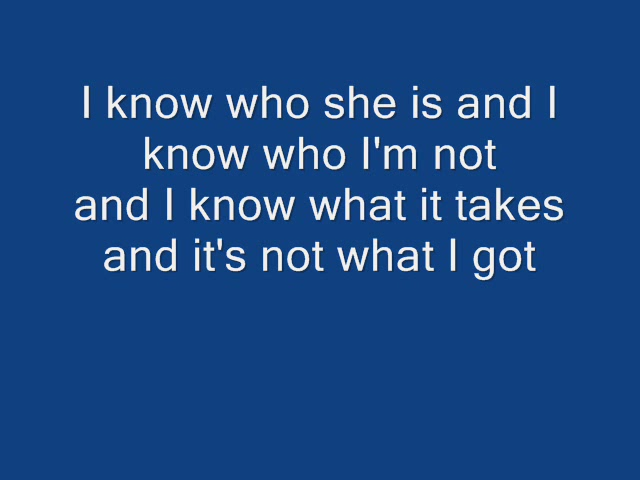 I know who she is and I
know who I'm not
and I know what it takes
and it's not what I got